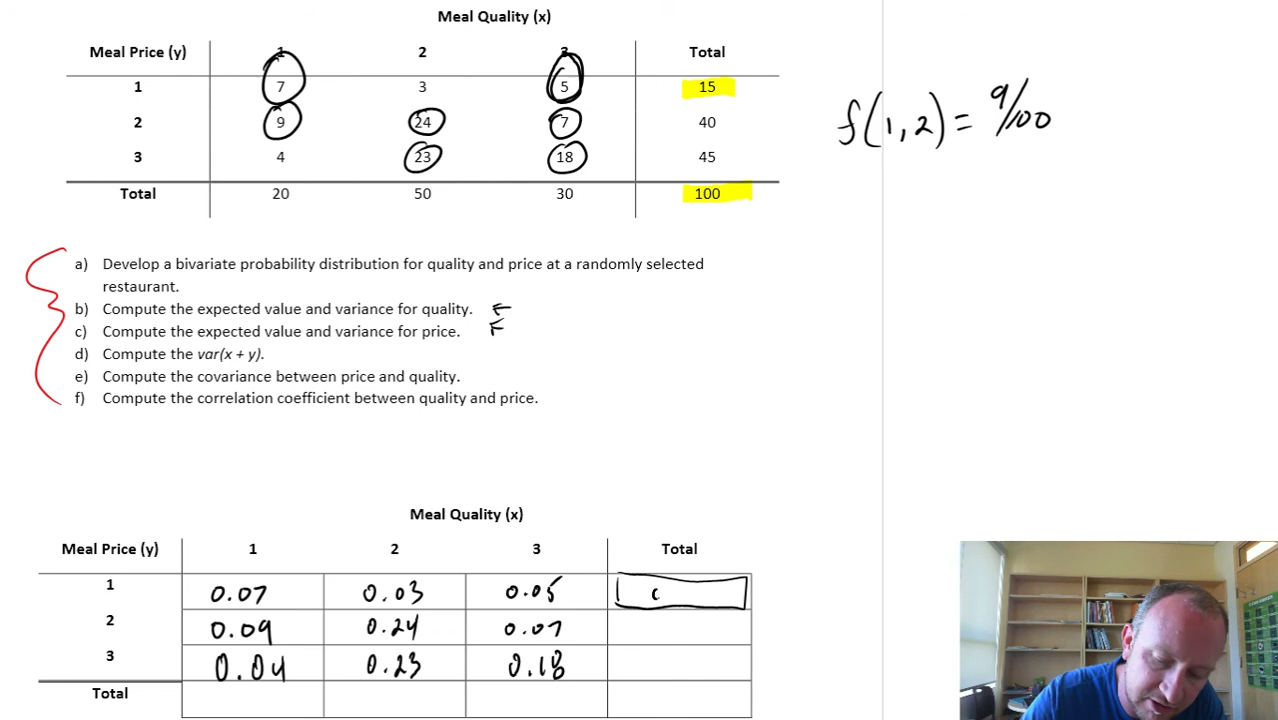 Meal Quality (x)
Meal Price (y) 1 2 3 Total
1 7 3 5 15
2 9 24 7 40
3 4 23 18 45
Total 20 50 30 100
f(1,2) = 9/100
a) Develop a bivariate probability distribution for quality and price at a randomly selected
restaurant.
b) Compute the expected value and variance for quality.
c) Compute the expected value and variance for price.
d) Compute the var(x + y).
e) Compute the covariance between price and quality.
f) Compute the correlation coefficient between quality and price.
Meal Quality (x)
Meal Price (y) 1 2 3 Total
1 0.07 0.03 0.05
2 0.09 0.24 0.07
3 0.04 0.23 0.18
Total